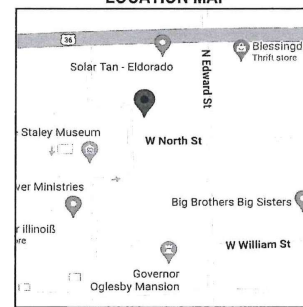 LOCATION MAP
36
Blessingd
Thrift store
Solar Tan - Eldorado
N Edward St
Staley Museum
W North St
ver Ministries
Big Brothers Big Sisters
r illinoiß
ore
W William St
Governor
Oglesby Mansion